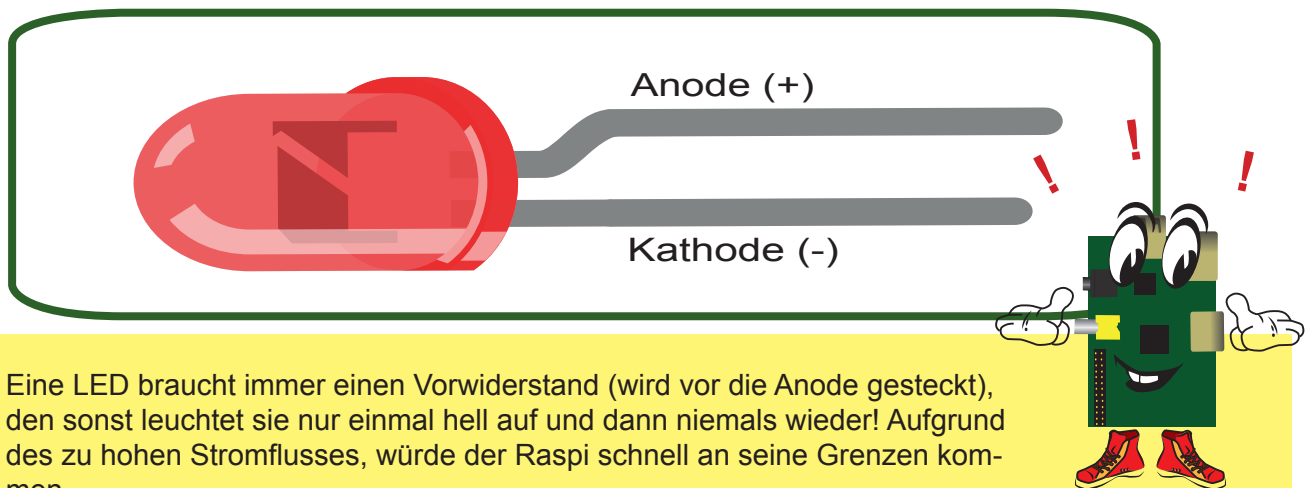 Anode (+)
!
!
!
Kathode (-)
Eine LED braucht immer einen Vorwiderstand (wird vor die Anode gesteckt),
den sonst leuchtet sie nur einmal hell auf und dann niemals wieder! Aufgrund
des zu hohen Stromflusses, würde der Raspi schnell an seine Grenzen kom-
men